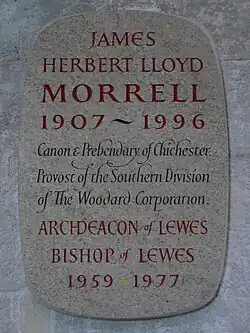 JAMES
HERBERT LLOYD
MORRELL
1907 ~ 1996
Canon & Prebendary of Chichester
Provost of the Southern Division
of The Woodard Corporation.
ARCHDEACON of LEWES
BISHOP of LEWES
1959 · 1977